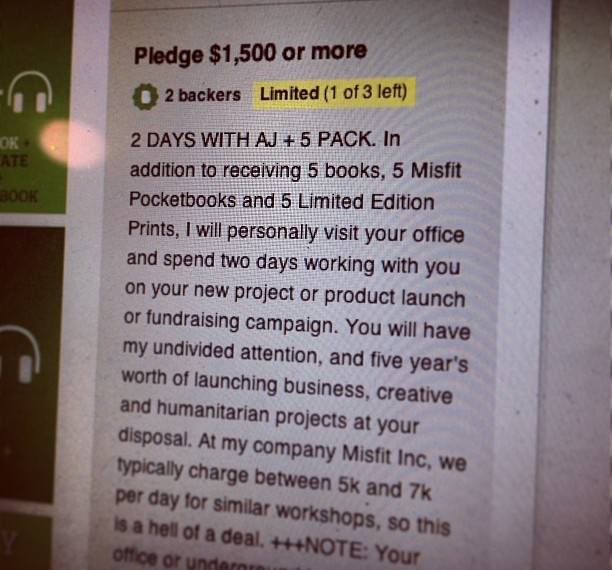 Pledge $1,500 or more
2 backers Limited (1 of 3 left)
2 DAYS WITH AJ + 5 PACK. In
addition to receiving 5 books, 5 Misfit
Pocketbooks and 5 Limited Edition
Prints, I will personally visit your office
and spend two days working with you
on your new project or product launch
or fundraising campaign. You will have
my undivided attention, and five year's
worth of launching business, creative
and humanitarian projects at your
disposal. At my company Misfit Inc, we
typically charge between 5k and 7k
per day for similar workshops, so this
is a hell of a deal. +++NOTE: Your
office or